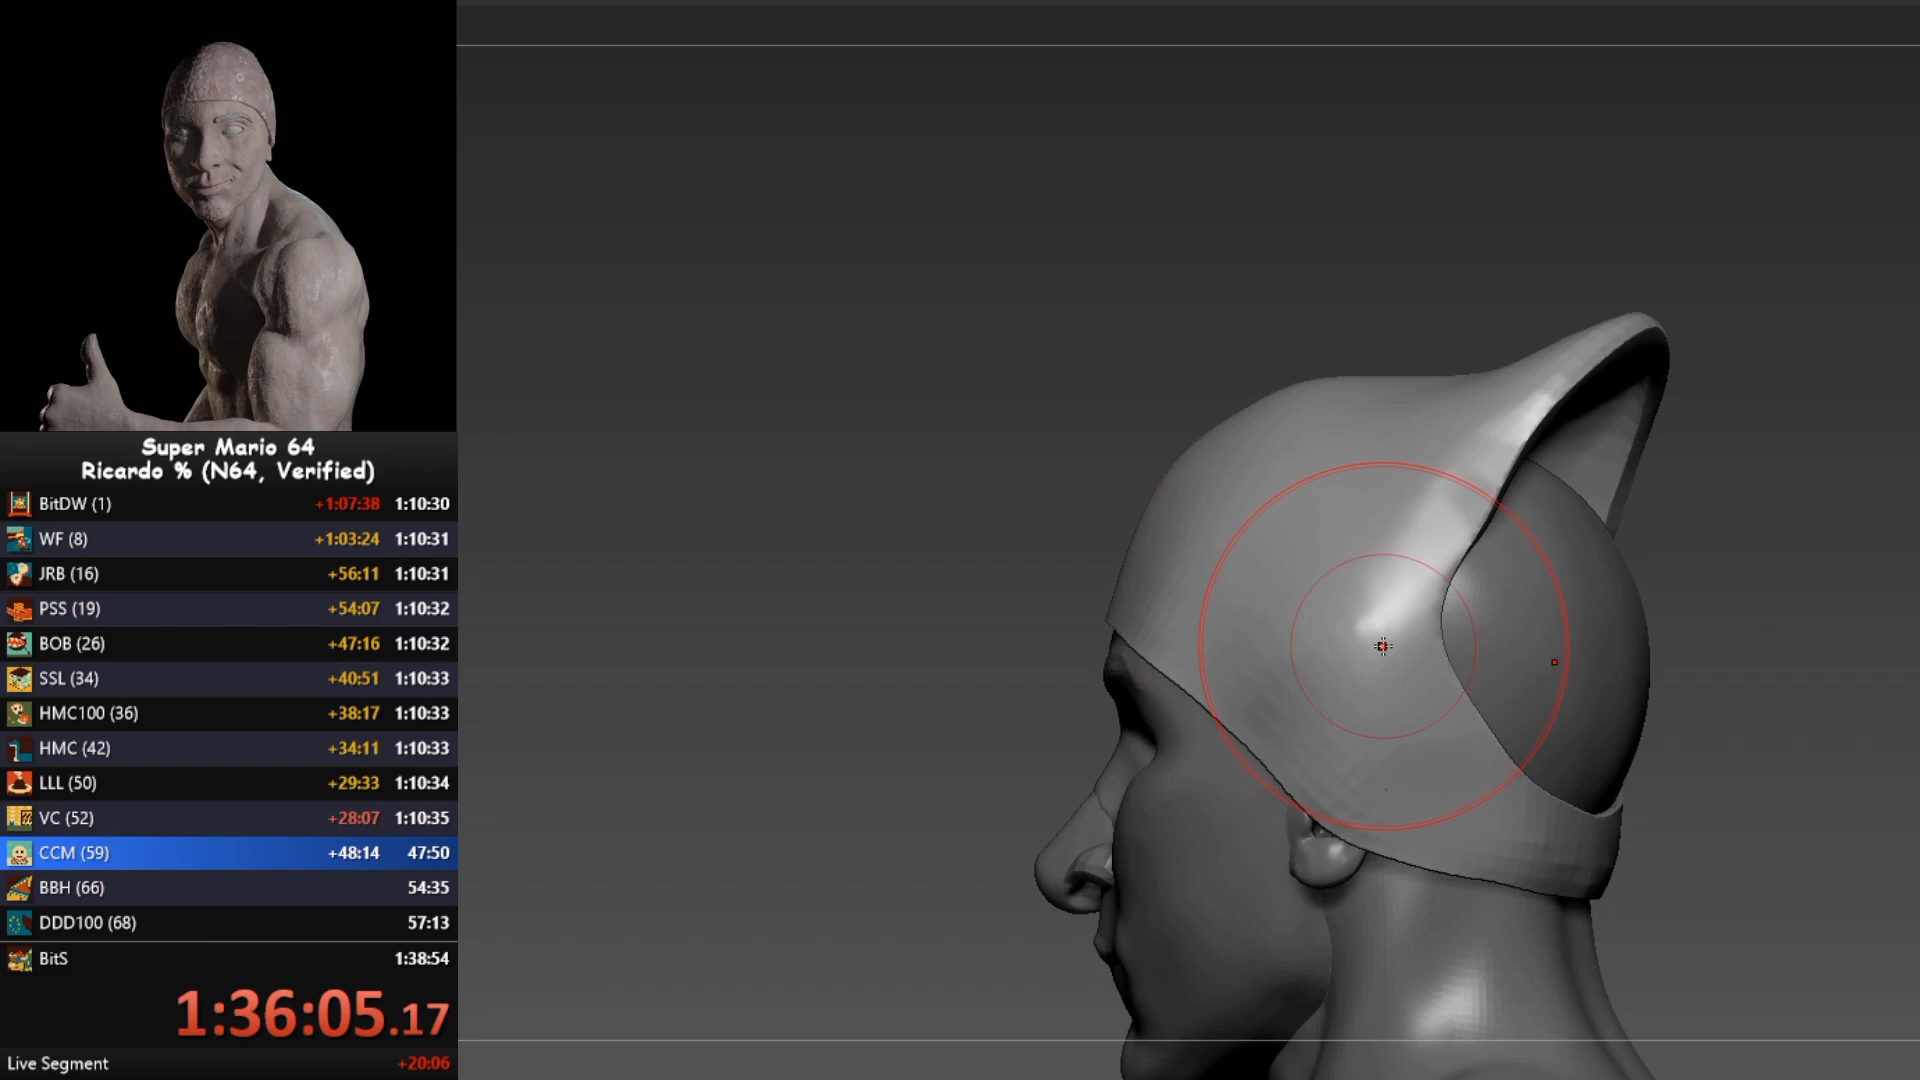 Super Mario 64
Ricardo % (N64, Verified)
BitDW (1) +1:07:38 1:10:30
WF (8) +1:03:24 1:10:31
JRB (16) +56:11 1:10:31
PSS (19) +54:07 1:10:32
BOB (26) +47:16 1:10:32
SSL (34) +40:51 1:10:33
HMC100 (36) +38:17 1:10:33
HMC (42) +34:11 1:10:33
LLL (50) +29:33 1:10:34
VC (52) +28:07 1:10:35
CCM (59) +48:14 47:50
BBH (66) 54:35
DDD100 (68) 57:13
BitS 1:38:54
1:36:05.17
Live Segment +20:06